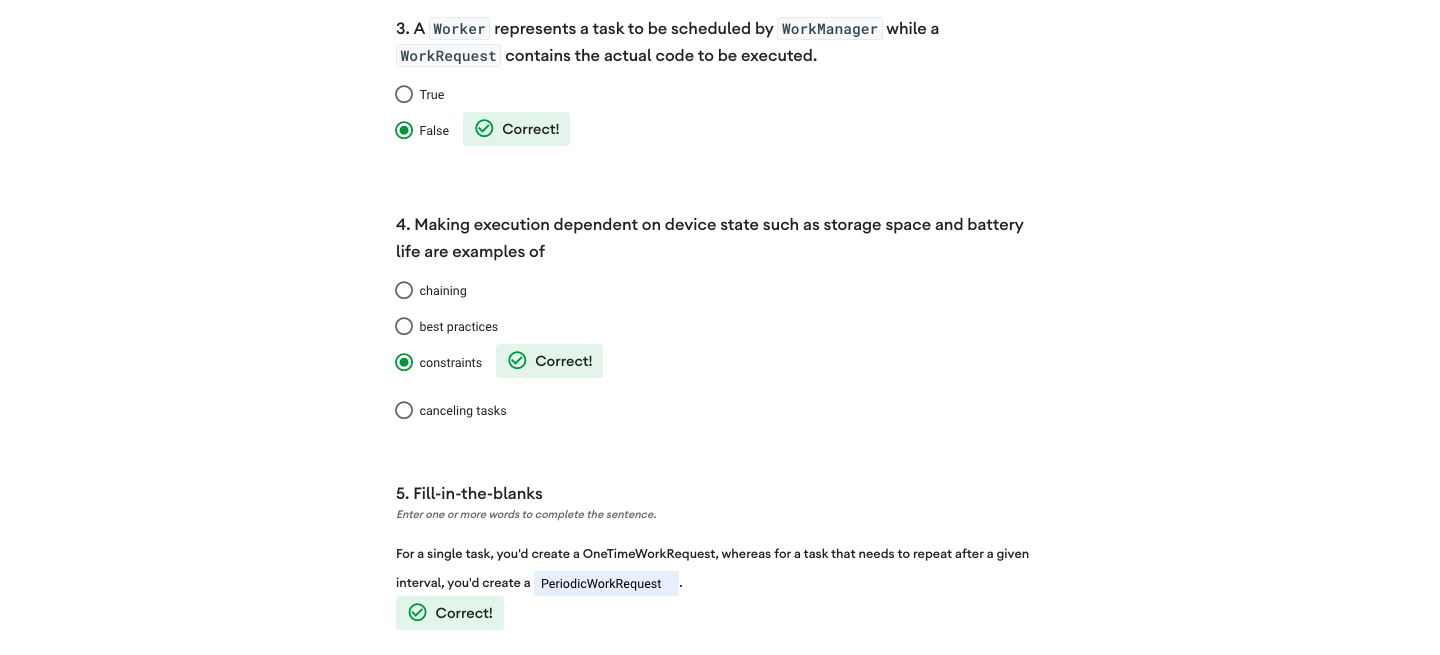 3. A Worker represents a task to be scheduled by WorkManager while a
WorkRequest contains the actual code to be executed.
True
False Correct!
4. Making execution dependent on device state such as storage space and battery
life are examples of
chaining
best practices
constraints Correct!
canceling tasks
5. Fill-in-the-blanks
Enter one or more words to complete the sentence.
For a single task, you'd create a OneTimeWorkRequest, whereas for a task that needs to repeat after a given
interval, you'd create a PeriodicWorkRequest .
Correct!